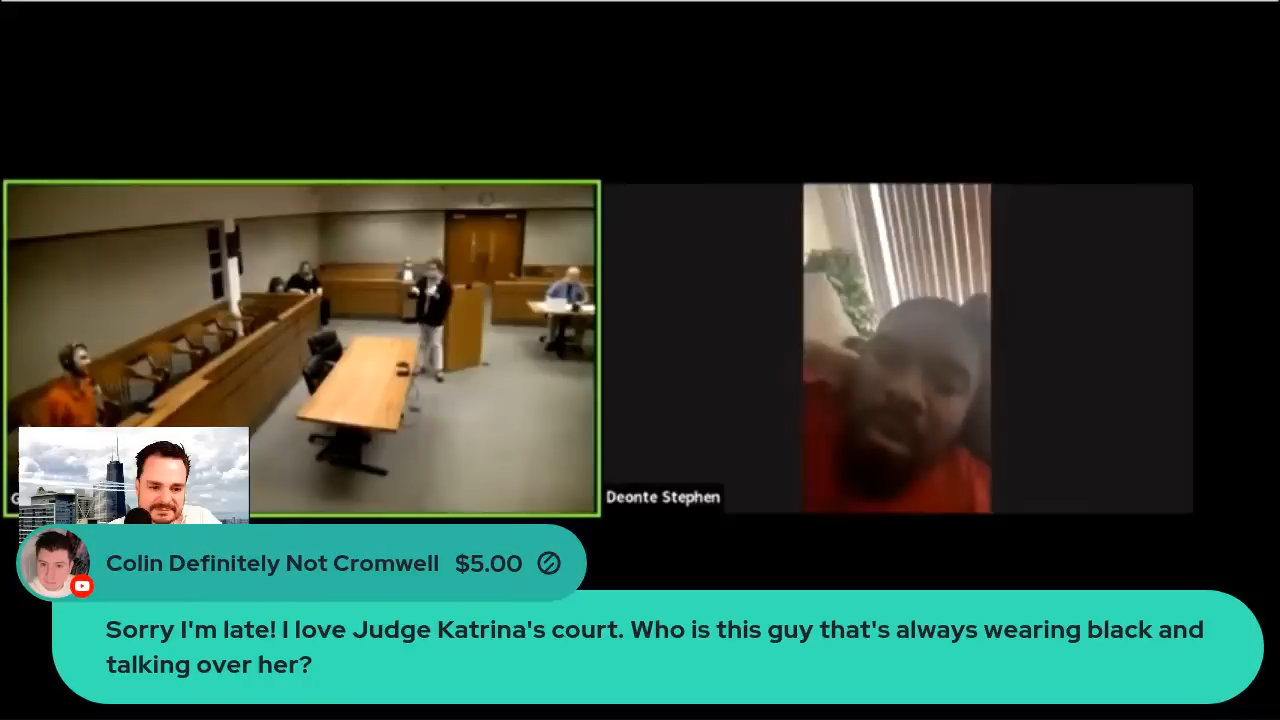 Deonte Stephen
G
Colin Definitely Not Cromwell $5.00
Sorry I'm late! I love Judge Katrina's court. Who is this guy that's always wearing black and
talking over her?